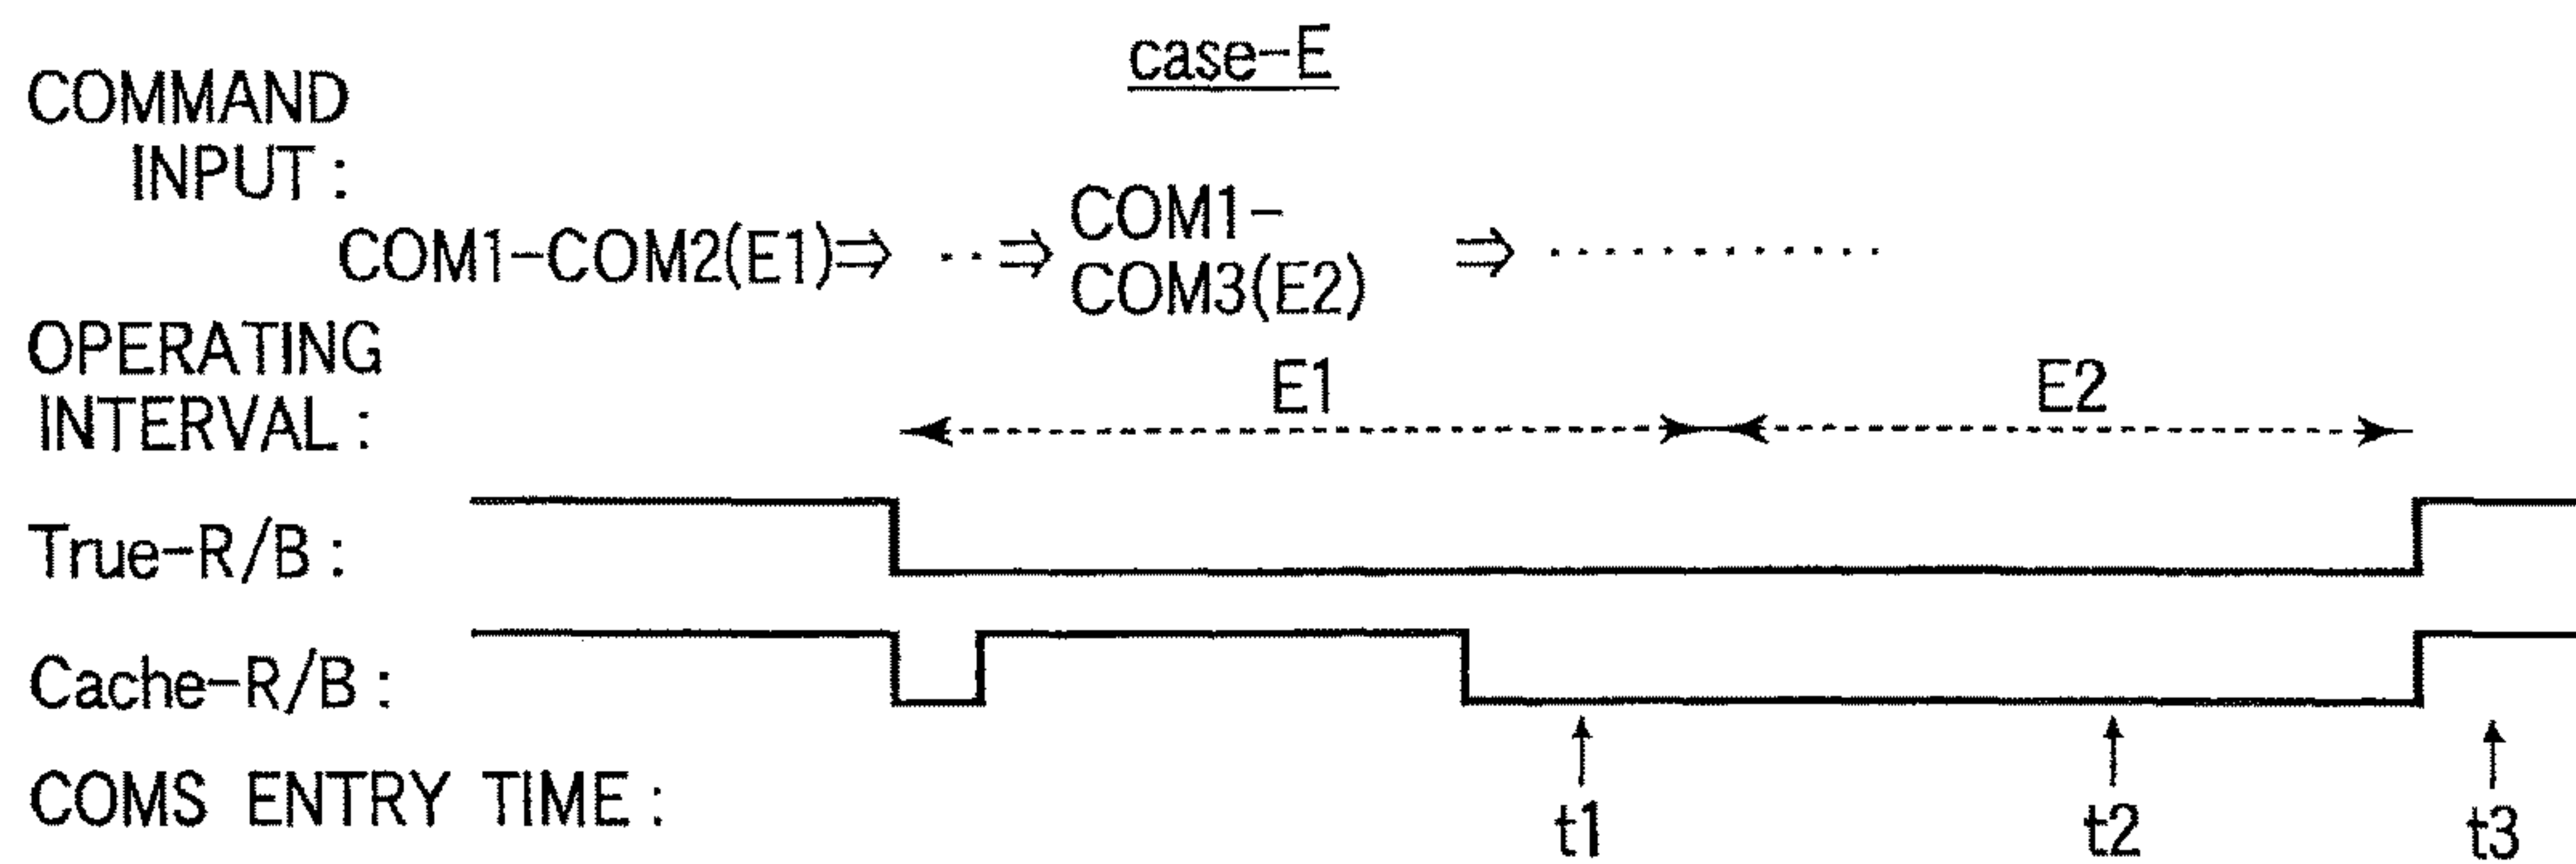 case-E
COMMAND
INPUT :
COM1-COM2(E1)⇒ ‥⇒ COM1- ⇒ ············
COM3(E2)
OPERATING
INTERVAL :
E1 E2
True-R/B :
Cache-R/B :
COMS ENTRY TIME :
t1 t2 t3